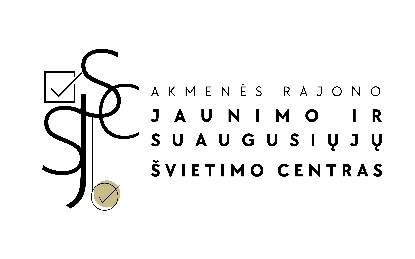 AKMENĖS RAJONO
JAUNIMO IR
SUAUGUSIŲJŲ
ŠVIETIMO CENTRAS